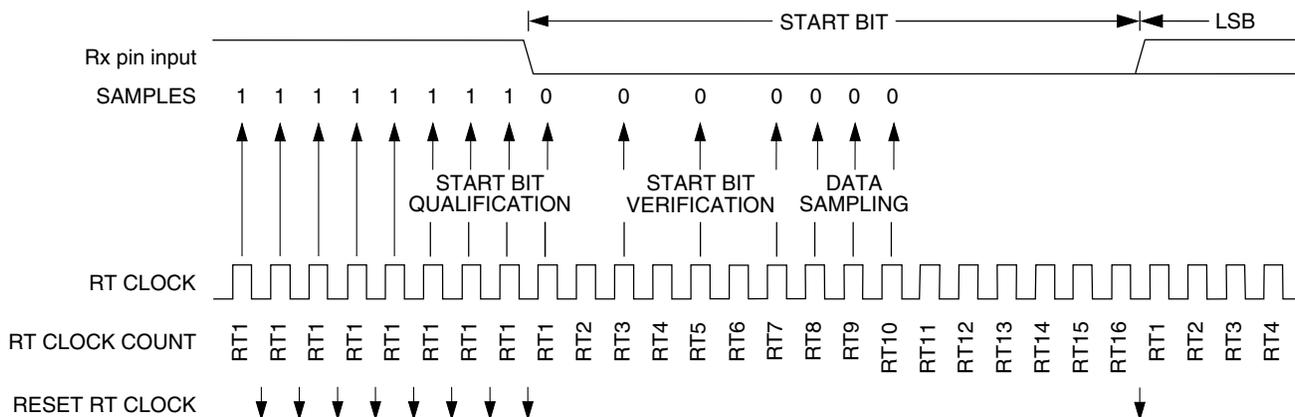 START BIT LSB
Rx pin input
SAMPLES 1 1 1 1 1 1 1 1 0 0 0 0 0 0 0
START BIT QUALIFICATION START BIT VERIFICATION DATA SAMPLING
RT CLOCK
RT CLOCK COUNT RT1 RT1 RT1 RT1 RT1 RT1 RT1 RT1 RT1 RT2 RT3 RT4 RT5 RT6 RT7 RT8 RT9 RT10 RT11 RT12 RT13 RT14 RT15 RT16 RT1 RT2 RT3 RT4
RESET RT CLOCK